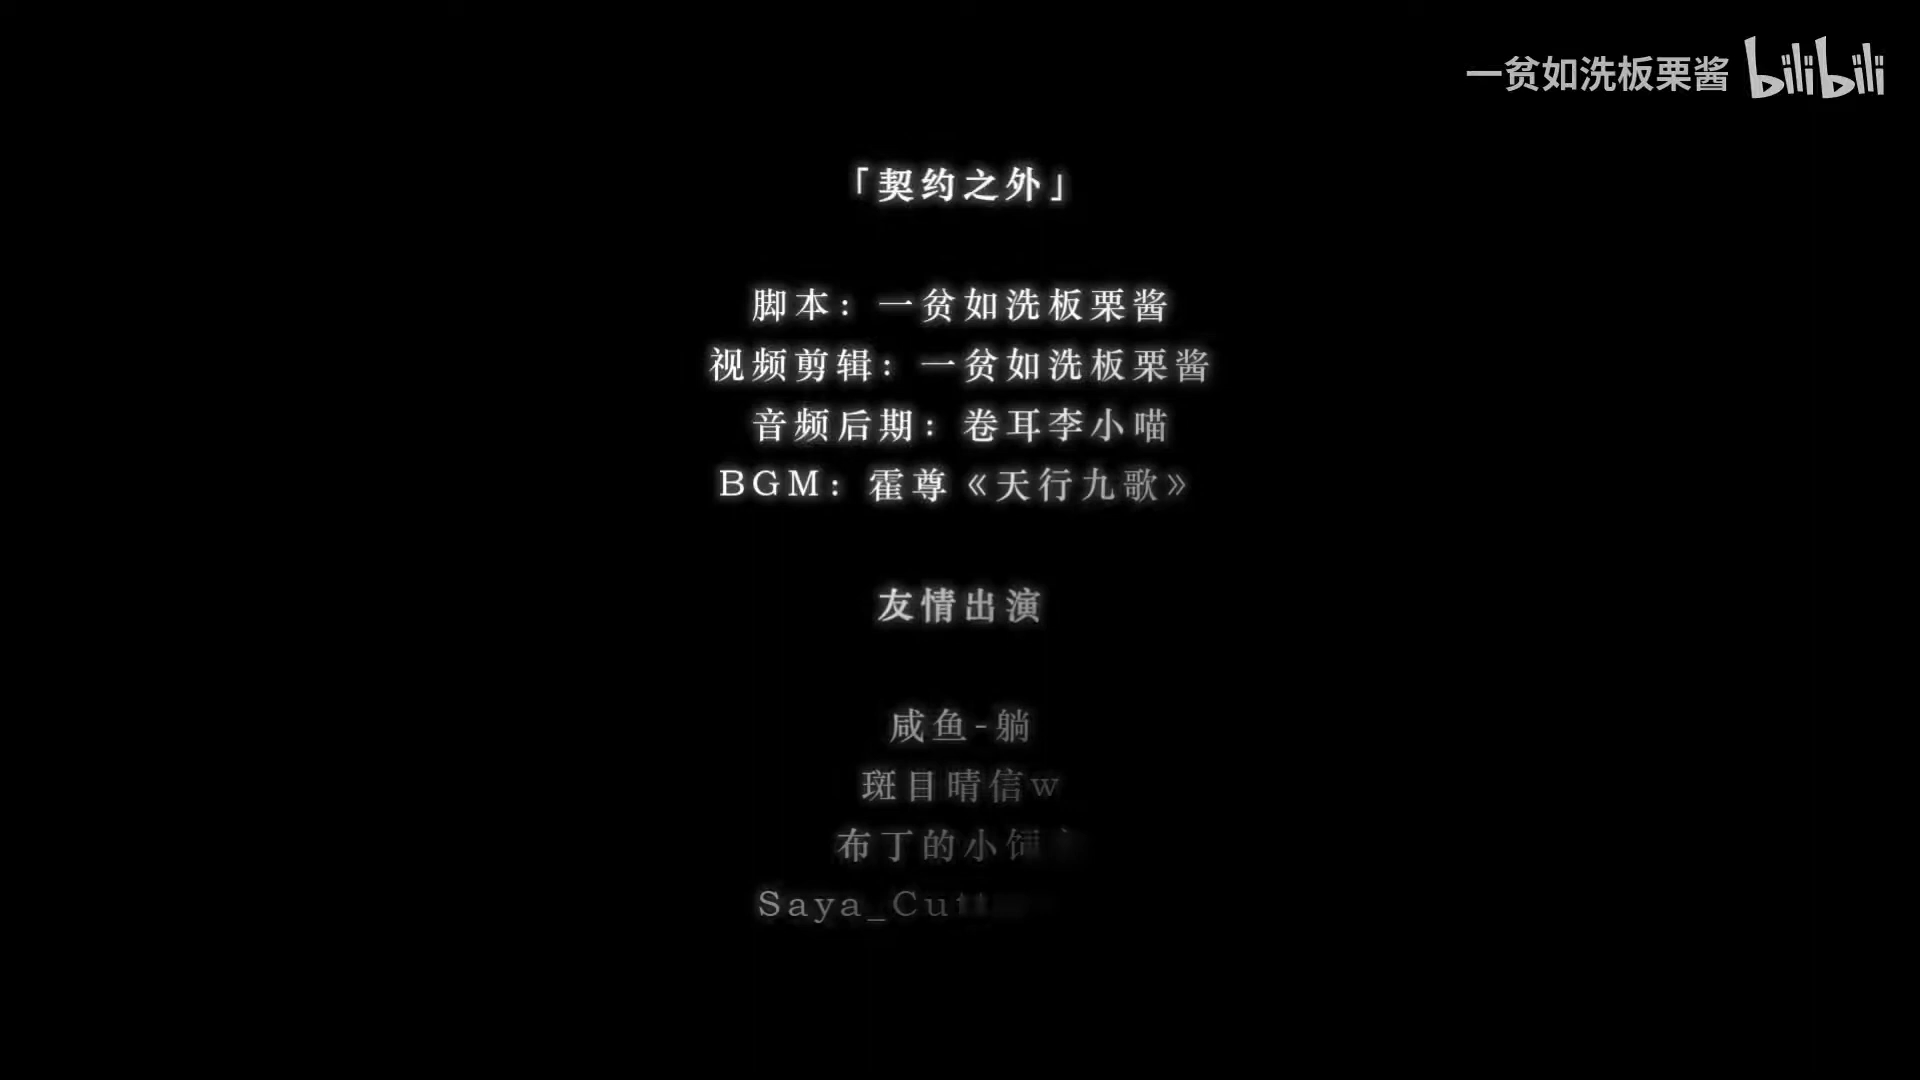 一贫如洗板栗酱 bilibili
「契约之外」
脚本：一贫如洗板栗酱
视频剪辑：一贫如洗板栗酱
音频后期：卷耳李小喵
BGM：霍尊《天行九歌》
友情出演
咸鱼-躺
斑目晴信w
布丁的小